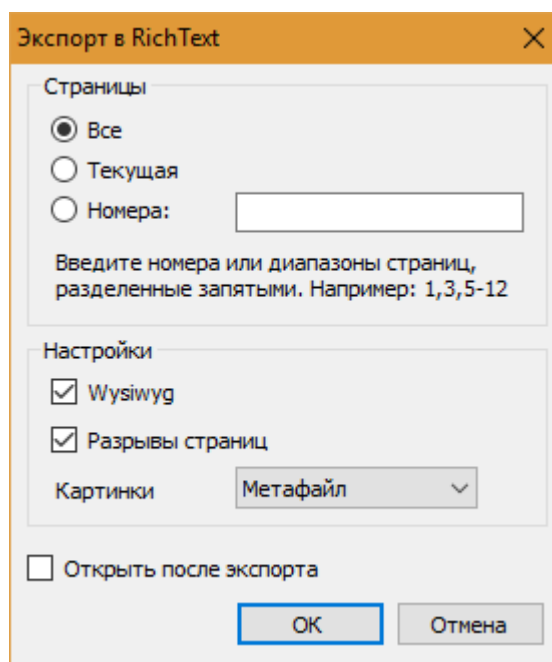 Экспорт в RichText
Страницы
Все
Текущая
Номера:
Введите номера или диапазоны страниц,
разделенные запятыми. Например: 1,3,5-12
Настройки
Wysiwyg
Разрывы страниц
Картинки Метафайл
Открыть после экспорта
ОК Отмена